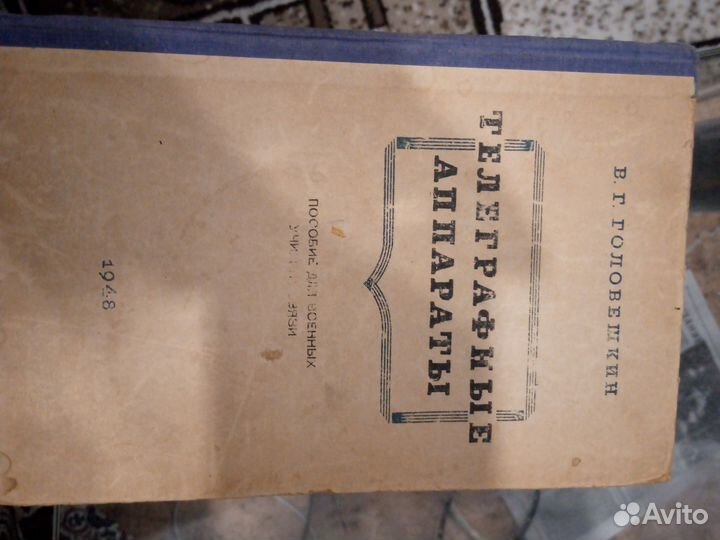 В. Г. ГОЛОВЕШКИН
ТЕЛЕГРАФНЫЕ
АППАРАТЫ
ПОСОБИЕ ДЛЯ ВОЕННЫХ
1948
Avito